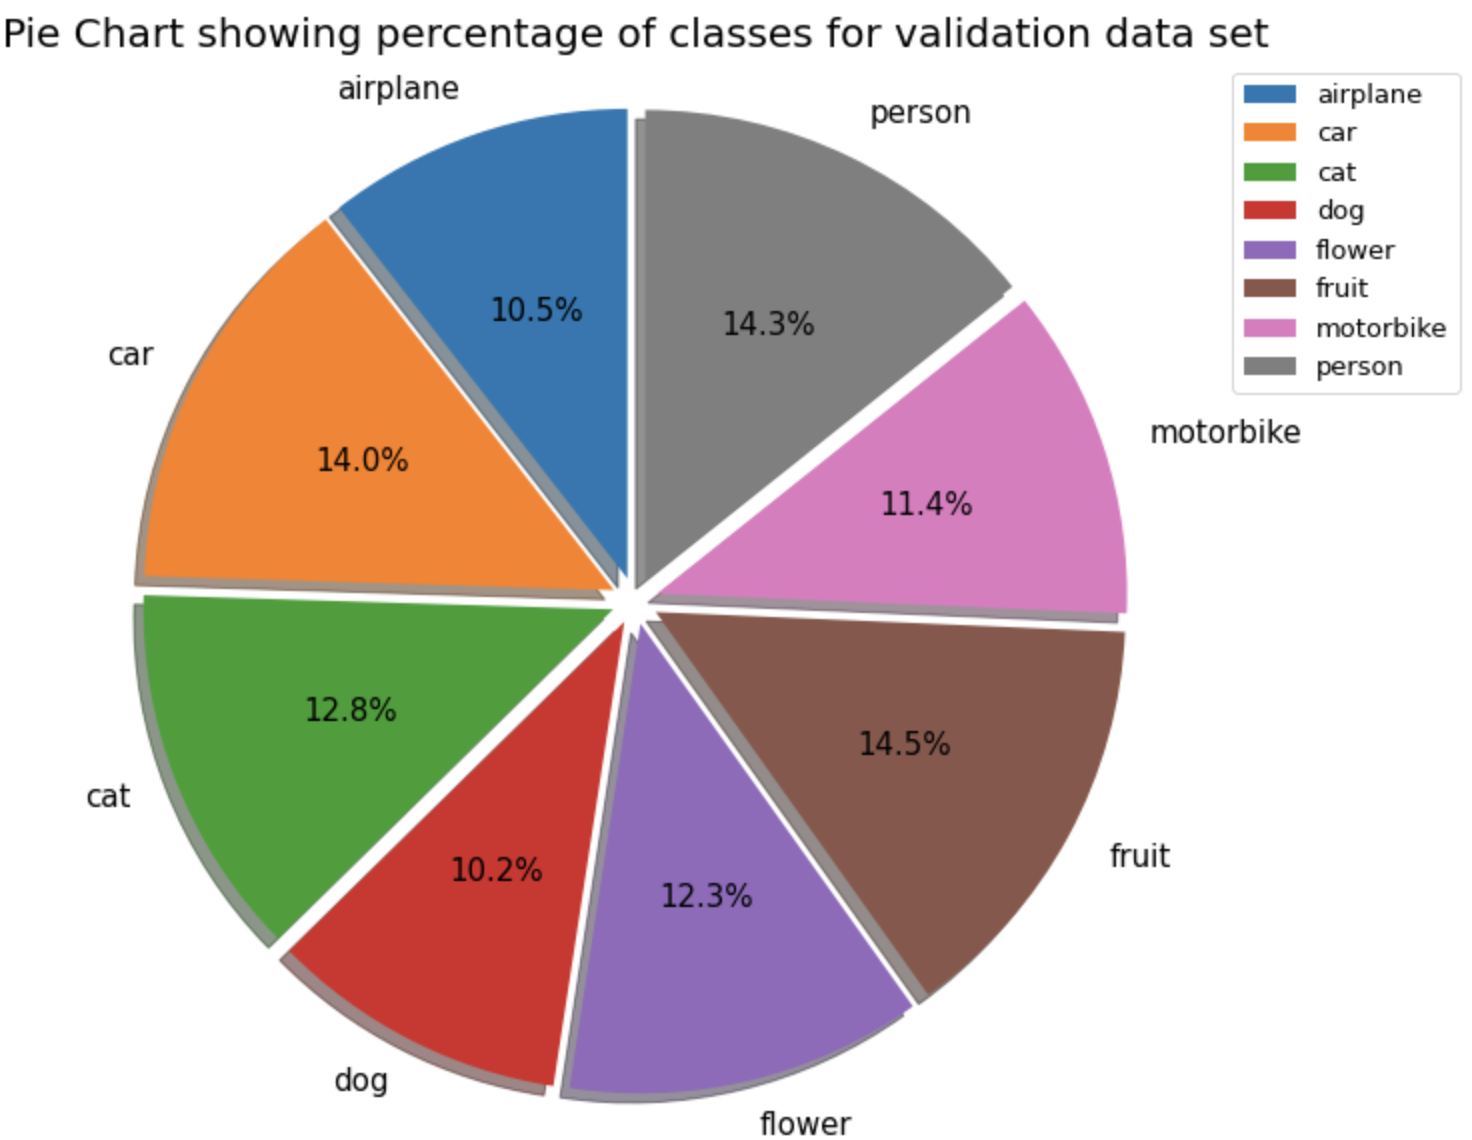 Pie Chart showing percentage of classes for validation data set
airplane
person
car
motorbike
cat
fruit
dog
flower
10.5%
14.3%
14.0%
11.4%
12.8%
14.5%
10.2%
12.3%
airplane
car
cat
dog
flower
fruit
motorbike
person